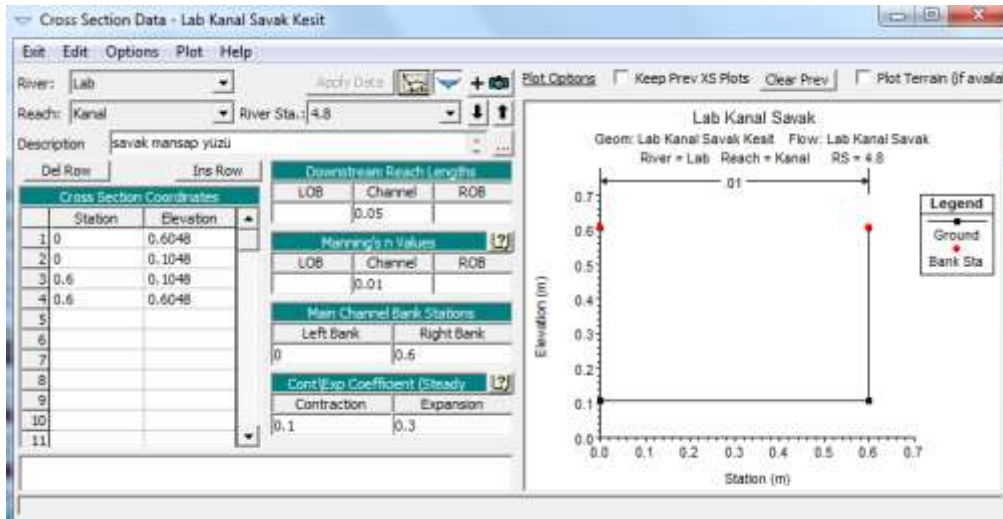 Cross Section Data - Lab Kanal Savak Kesit
Exit Edit Options Plot Help
River: Lab Apply Data
Reach: Kanal River Sta.: 4.8
Description savak mansap yüzü ...
Del Row Ins Row
Cross Section Coordinates
Station Elevation
1 0 0.6048
2 0 0.1048
3 0.6 0.1048
4 0.6 0.6048
5
6
7
8
9
10
11
Downstream Reach Lengths
LOB Channel ROB
0.05
Manning's n Values
LOB Channel ROB
0.01
Main Channel Bank Stations
Left Bank Right Bank
0 0.6
Cont\Exp Coefficient (Steady
Contraction Expansion
0.1 0.3
Plot Options Keep Prev XS Plots Clear Prev Plot Terrain (if availa
Lab Kanal Savak
Geom: Lab Kanal Savak Kesit Flow: Lab Kanal Savak
River = Lab Reach = Kanal RS = 4.8
.01
0.7
0.6
0.5
0.4
0.3
0.2
0.1
0.0
Elevation (m)
0.0 0.1 0.2 0.3 0.4 0.5 0.6 0.7
Station (m)
Legend
Ground
Bank Sta